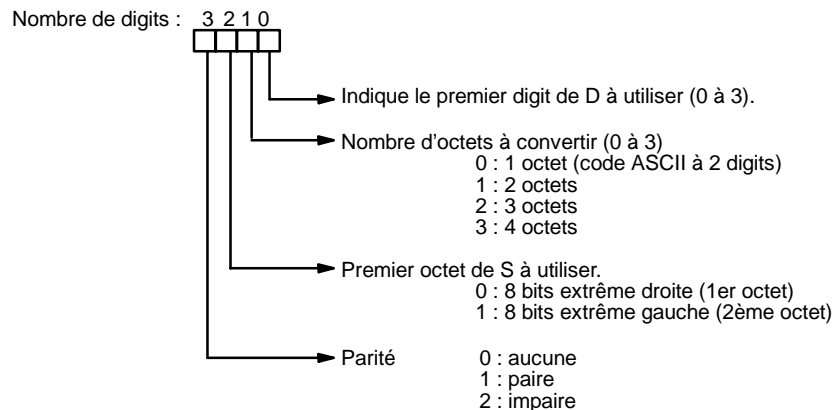 Nombre de digits : 3 2 1 0
Indique le premier digit de D à utiliser (0 à 3).
Nombre d'octets à convertir (0 à 3)
0 : 1 octet (code ASCII à 2 digits)
1 : 2 octets
2 : 3 octets
3 : 4 octets
Premier octet de S à utiliser.
0 : 8 bits extrême droite (1er octet)
1 : 8 bits extrême gauche (2ème octet)
Parité 0 : aucune
1 : paire
2 : impaire